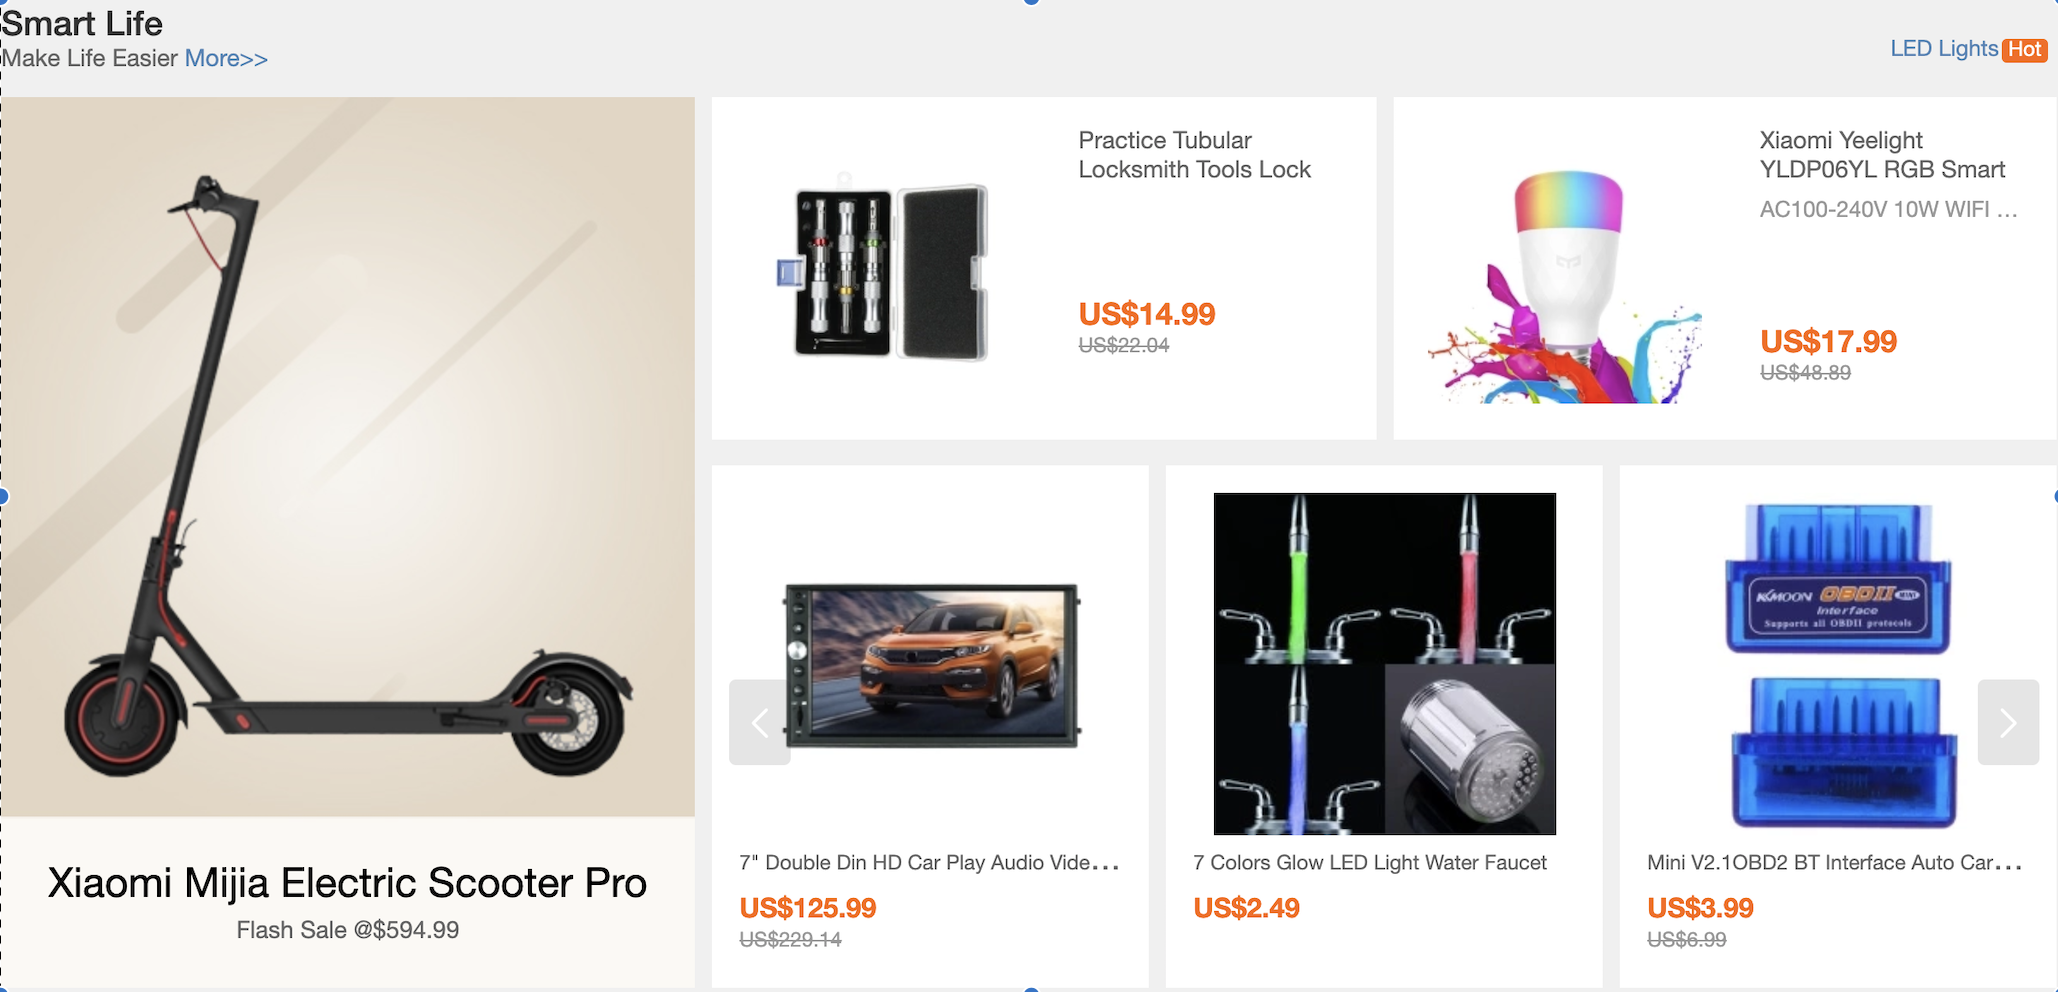 Smart Life
Make Life Easier More>>
LED Lights Hot
Xiaomi Mijia Electric Scooter Pro
Flash Sale @$594.99
Practice Tubular
Locksmith Tools Lock
US$14.99
US$22.04
Xiaomi Yeelight
YLDP06YL RGB Smart
AC100-240V 10W WIFI ...
US$17.99
US$48.89
7" Double Din HD Car Play Audio Vide...
US$125.99
US$229.14
7 Colors Glow LED Light Water Faucet
US$2.49
KKMOON OBDII MINI
Interface
Supports all OBDII protocols
Mini V2.1OBD2 BT Interface Auto Car...
US$3.99
US$6.99